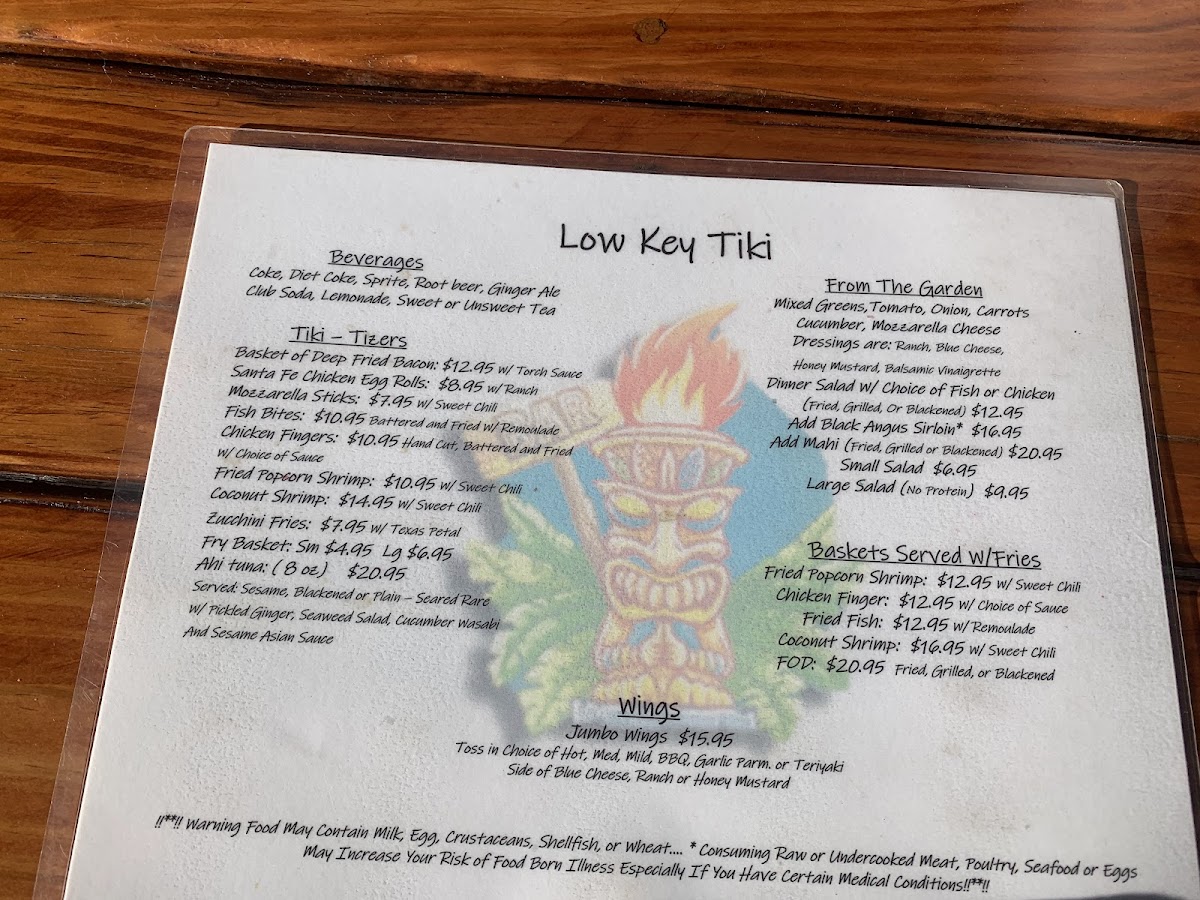 Low Key Tiki
Beverages
Coke, Diet Coke, Sprite, Root beer, Ginger Ale
Club Soda, Lemonade, Sweet or Unsweet Tea
Tiki – Tizers
Basket of Deep Fried Bacon: $12.95 w/ Torch Sauce
Santa Fe Chicken Egg Rolls: $8.95 w/ Ranch
Mozzarella Sticks: $7.95 w/ Sweet Chili
Fish Bites: $10.95 Battered and Fried w/ Remoulade
Chicken Fingers: $10.95 Hand Cut, Battered and Fried
w/ Choice of Sauce
Fried Popcorn Shrimp: $10.95 w/ Sweet Chili
Coconut Shrimp: $14.95 w/ Sweet Chili
Zucchini Fries: $7.95 w/ Texas Petal
Fry Basket: Sm $4.95 Lg $6.95
Ahi tuna: ( 8 oz) $20.95
Served: Sesame, Blackened or Plain – Seared Rare
w/ Pickled Ginger, Seaweed Salad, Cucumber Wasabi
And Sesame Asian Sauce
From The Garden
Mixed Greens,Tomato, Onion, Carrots
Cucumber, Mozzarella Cheese
Dressings are: Ranch, Blue Cheese,
Honey Mustard, Balsamic Vinaigrette
Dinner Salad w/ Choice of Fish or Chicken
(Fried, Grilled, Or Blackened) $12.95
Add Black Angus Sirloin* $16.95
Add Mahi (Fried, Grilled or Blackened) $20.95
Small Salad $6.95
Large Salad (No Protein) $9.95
Baskets Served W/Fries
Fried Popcorn Shrimp: $12.95 w/ Sweet Chili
Chicken Finger: $12.95 w/ Choice of Sauce
Fried Fish: $12.95 w/ Remoulade
Coconut Shrimp: $16.95 w/ Sweet Chili
FOD: $20.95 Fried, Grilled, or Blackened
BAR
Wings
Jumbo Wings $15.95
Toss in Choice of Hot, Med, Mild, BBQ, Garlic Parm. or Teriyaki
Side of Blue Cheese, Ranch or Honey Mustard
!!**!! Warning Food May Contain Milk, Egg, Crustaceans, Shellfish, or Wheat.... * Consuming Raw or Undercooked Meat, Poultry, Seafood or Eggs
May Increase Your Risk of Food Born Illness Especially If You Have Certain Medical Conditions!!**!!